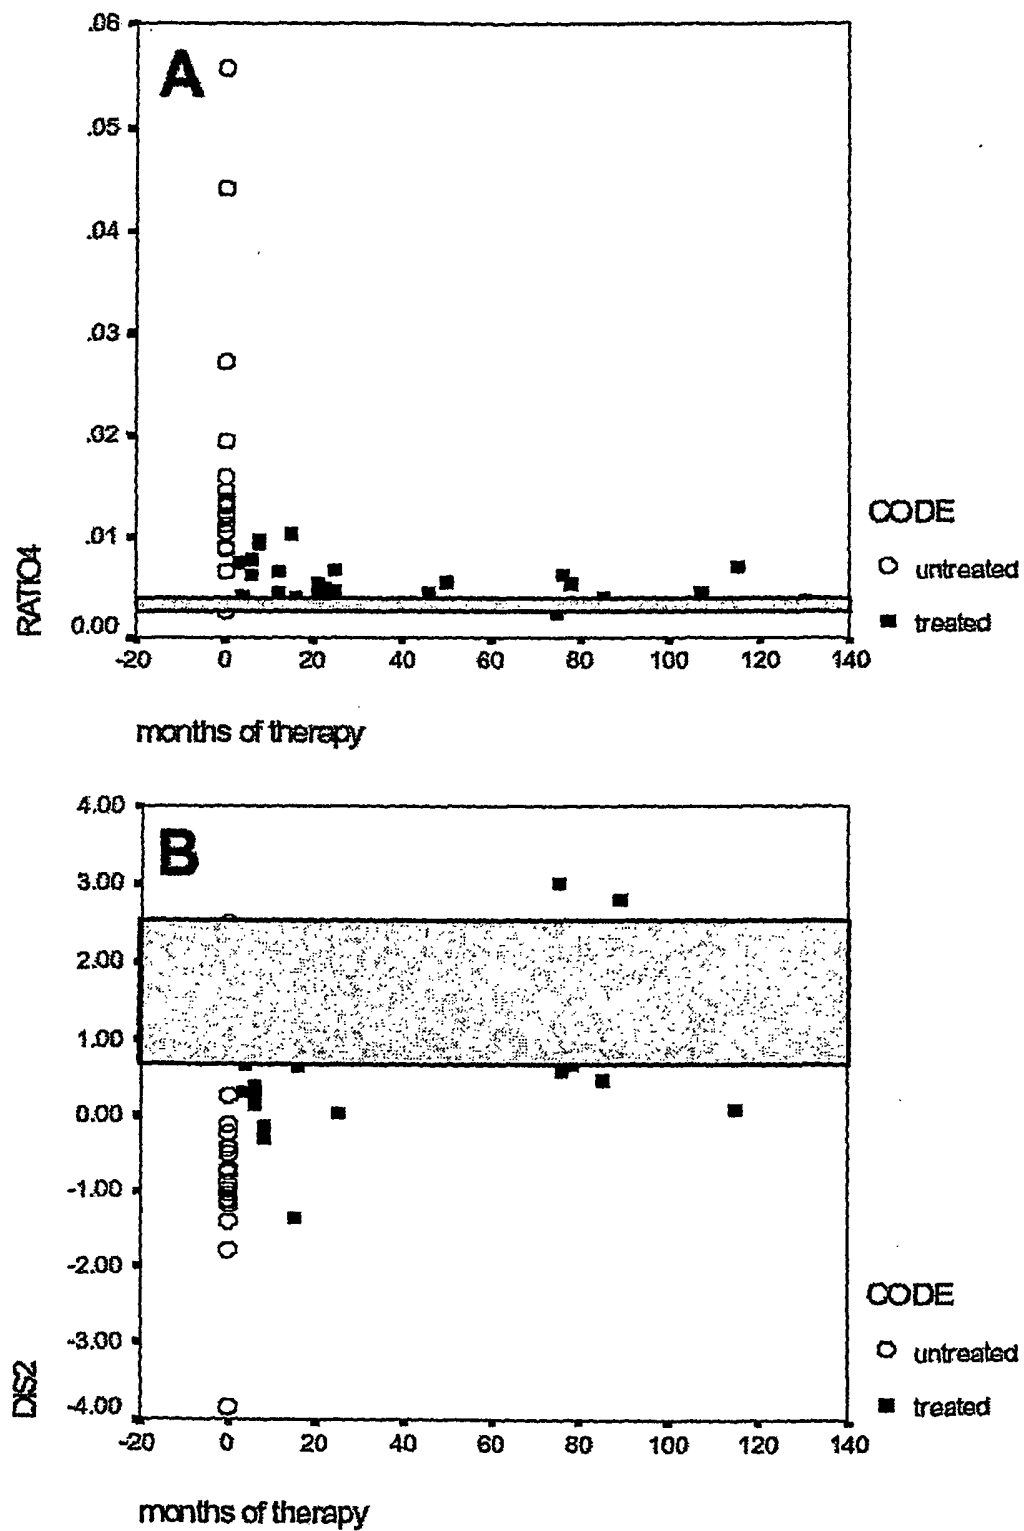 .06
A
.05
.04
.03
.02
.01
0.00
RATIO4
-20 0 20 40 60 80 100 120 140
months of therapy
CODE
untreated
treated
4.00
B
3.00
2.00
1.00
0.00
-1.00
-2.00
-3.00
-4.00
DIS2
-20 0 20 40 60 80 100 120 140
months of therapy
CODE
untreated
treated